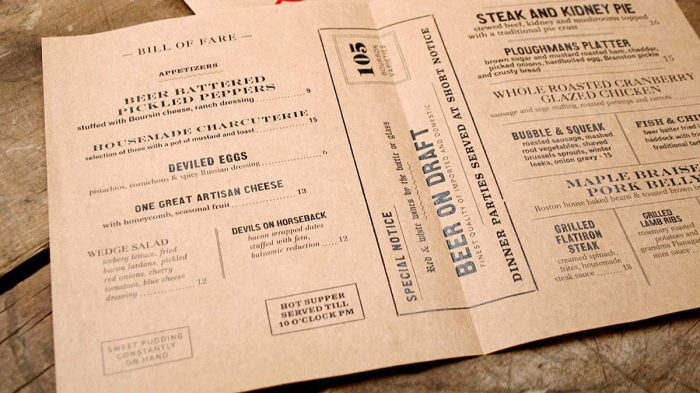 — BILL OF FARE —
APPETIZERS
BEER BATTERED
PICKLED PEPPERS
stuffed with Boursin cheese, ranch dressing 9
HOUSEMADE CHARCUTERIE
selection of three with a pot of mustard and toast 15
DEVILED EGGS
pistachios, cornichons & spicy Russian dressing 6
ONE GREAT ARTISAN CHEESE
with honeycomb, seasonal fruit 13
WEDGE SALAD
iceberg lettuce, fried
bacon lardons, pickled
red onions, cherry
tomatoes, blue cheese
dressing 12
DEVILS ON HORSEBACK
bacon wrapped dates
stuffed with feta,
balsamic reduction 12
SWEET PUDDING
CONSTANTLY
ON HAND
HOT SUPPER
SERVED TILL
10 O'CLOCK PM
105
BOURBON
VARIETIES
SPECIAL NOTICE
Red & white wines by the bottle or glass
BEER ON DRAFT
FINEST QUALITY OF IMPORTED AND DOMESTIC
DINNER PARTIES SERVED AT SHORT NOTICE
STEAK AND KIDNEY PIE
stewed beef, kidney and mushrooms topped
with a traditional pie crust 26
PLOUGHMANS PLATTER
brown sugar and mustard roasted ham, cheddar,
picked onions, hardboiled egg, Branston pickle
and crusty bread 15
WHOLE ROASTED CRANBERRY
GLAZED CHICKEN
sausage and sage stuffing, roasted parsnips and carrots
BUBBLE & SQUEAK
roasted sausage, mashed
root vegetables, shaved
brussels sprouts, winter
leeks, onion gravy - 15
FISH & CHI
beer batter fried
haddock with fries
MAPLE BRAISE
PORK BELLY
Boston house baked beans & toasted brown
GRILLED
FLATIRON
STEAK
creamed spinach,
frites, housemade
steak sauce 18
GRILLED
LAMB RIBS
rosemary roasted
potatoes, mint
grandma Flannery
mint sauce